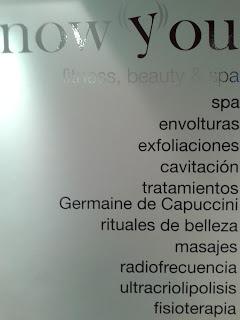 now you
fitness, beauty & spa
spa
envolturas
exfoliaciones
cavitación
tratamientos
Germaine de Capuccini
rituales de belleza
masajes
radiofrecuencia
ultracriolipolisis
fisioterapia